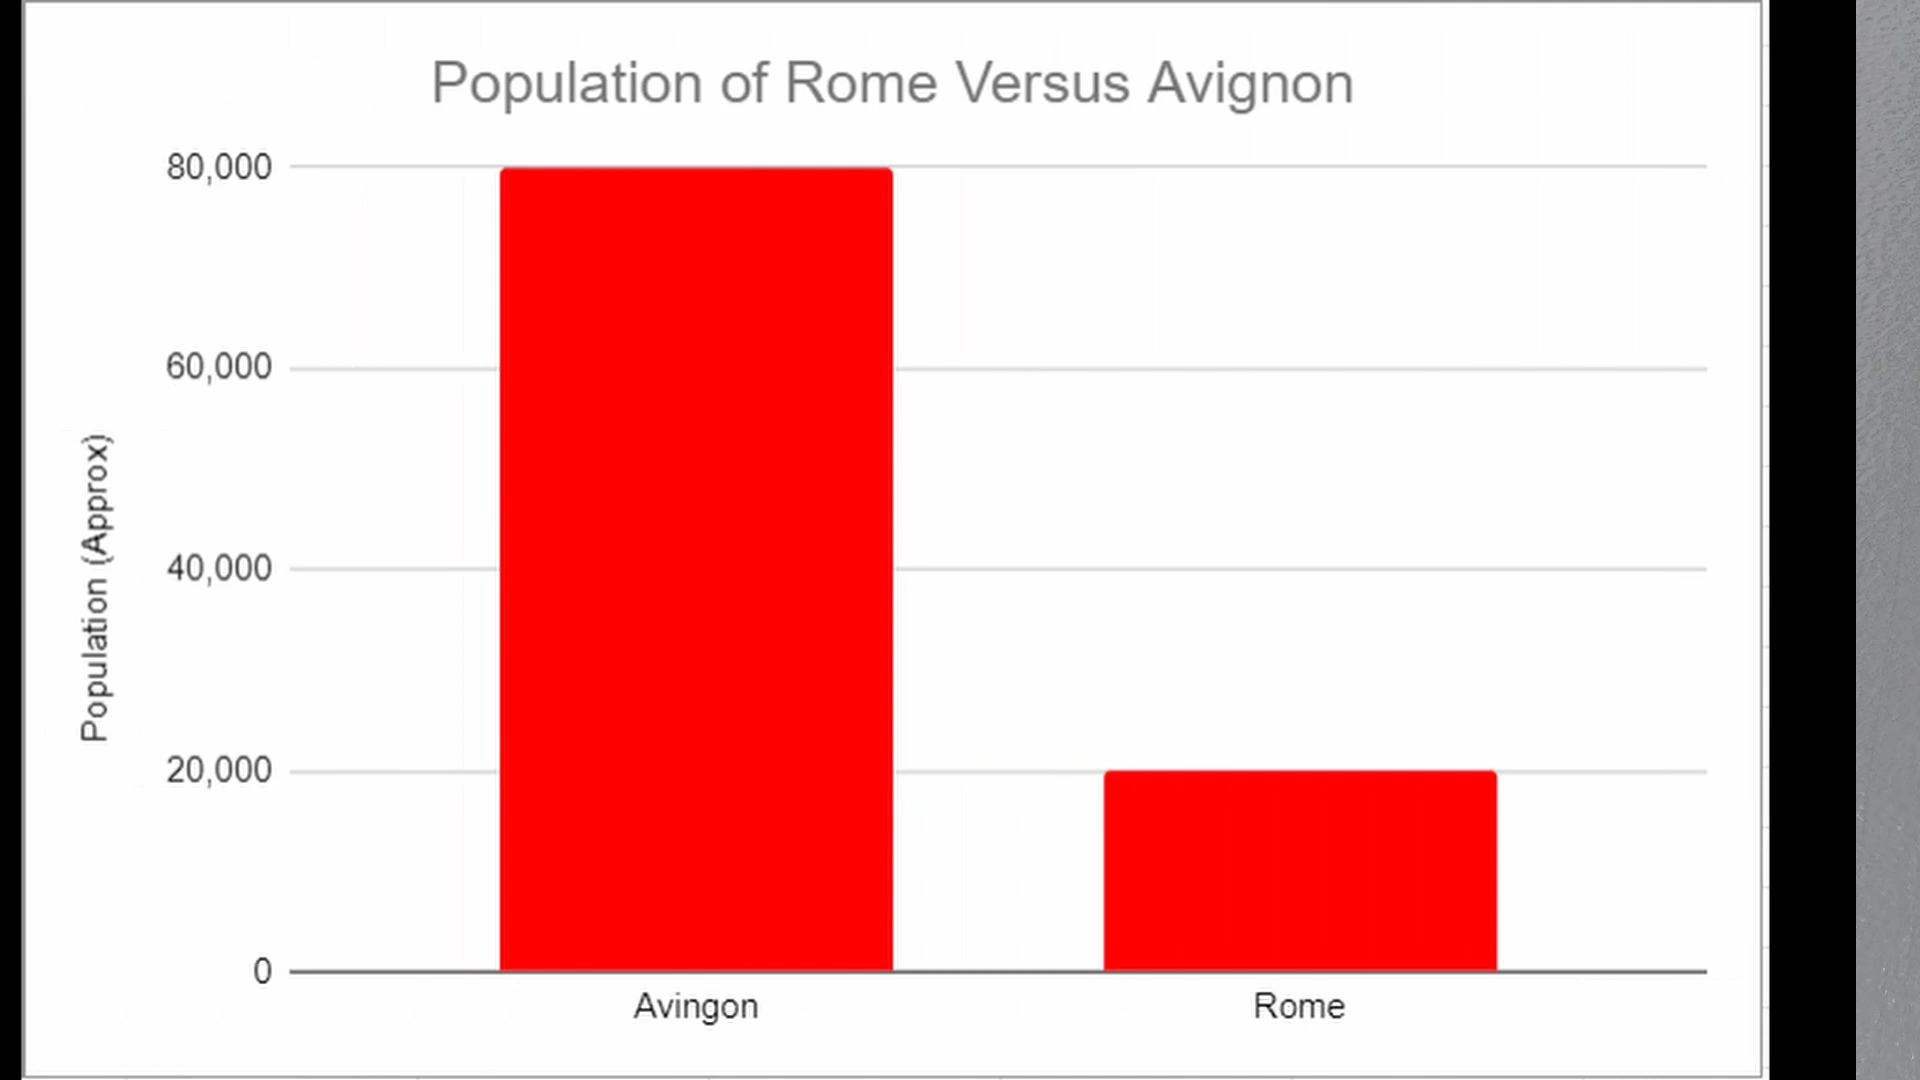 Population of Rome Versus Avignon
80,000
60,000
40,000
20,000
0
Population (Approx)
Avingon
Rome